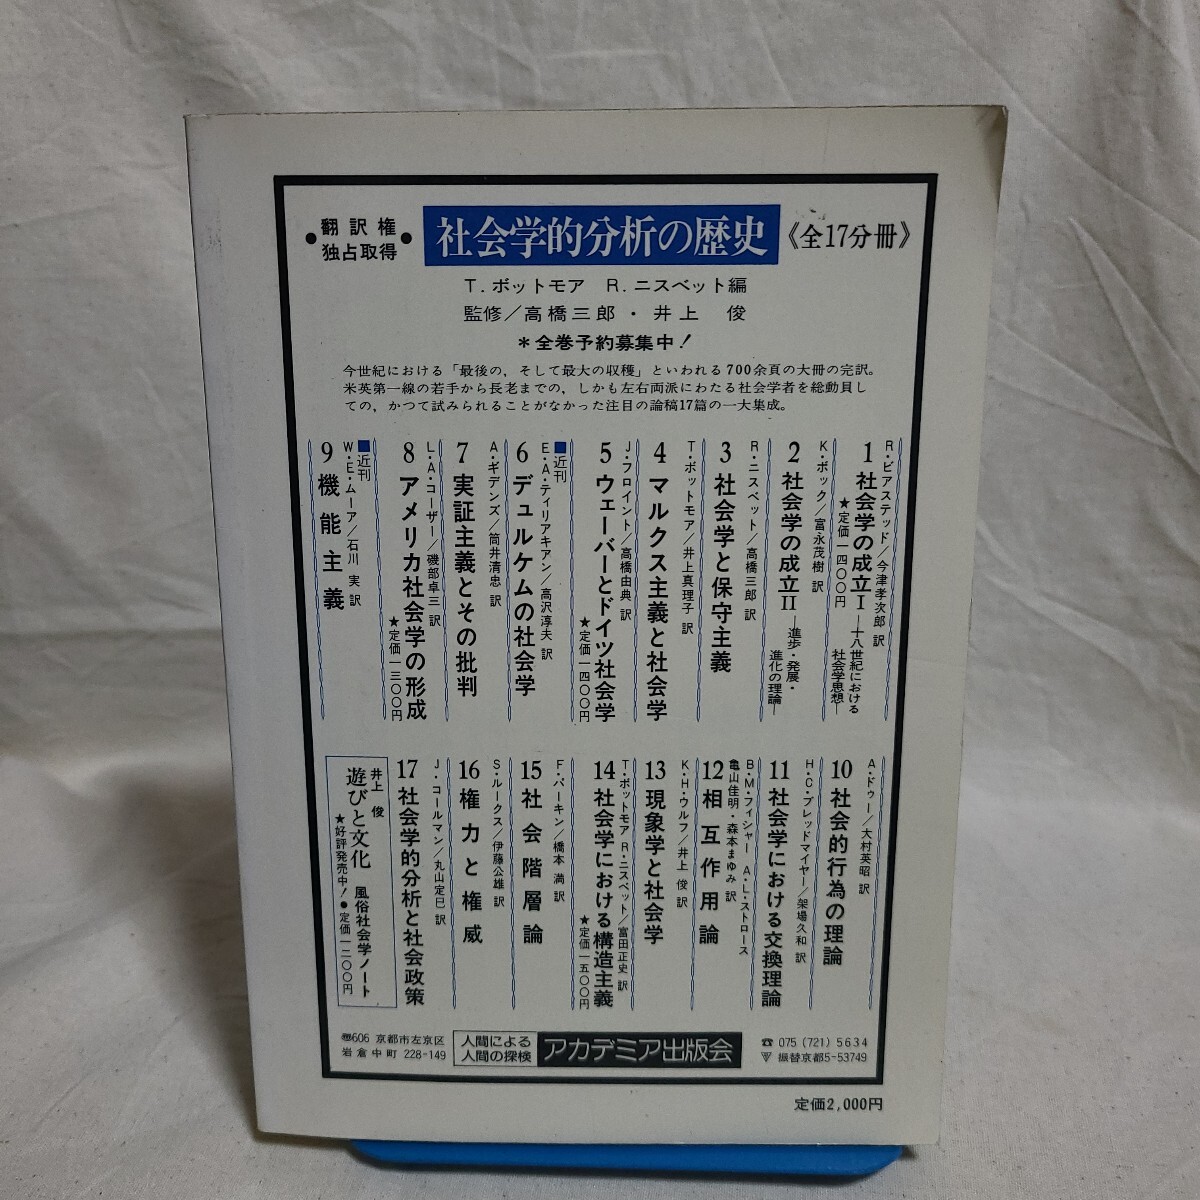 ●翻訳権●
独占取得
社会学的分析の歴史
《全17分冊》
T.ボットモア R.ニスベット編
監修／高橋三郎・井上 俊
＊全巻予約募集中！
今世紀における「最後の，そして最大の収穫」といわれる700余頁の大冊の完訳。
米英第一線の若手から長老までの，しかも左右両派にわたる社会学者を総動員し
ての，かつて試みられることがなかった注目の論稿17篇の一大集成。
R・ビアステッド／今津孝次郎 訳
1 社会学の成立Ⅰ―十八世紀における
社会学思想―
★定価一四〇〇円
K・ボック／富永茂樹 訳
2 社会学の成立Ⅱ―進歩・発展・
進化の理論―
R・ニスベット／高橋三郎 訳
3 社会学と保守主義
T・ボットモア／井上真理子 訳
4 マルクス主義と社会学
J・フロイント／高橋由典 訳
5 ウェーバーとドイツ社会学
★定価一四〇〇円
■近刊
E・A・ティリアキアン／高沢淳夫 訳
6 デュルケムの社会学
A・ギデンズ／筒井清忠 訳
7 実証主義とその批判
L・A・コーザー／磯部卓三 訳
8 アメリカ社会学の形成
★定価一三〇〇円
■近刊
W・E・ムーア／石川 実 訳
9 機能主義
A・ドゥー／大村英昭 訳
10 社会的行為の理論
H・C・ブレッドマイヤー／架場久和 訳
11 社会学における交換理論
B・M・フィシャー A・L・ストロース
亀山佳明・森本まゆみ 訳
12 相互作用論
K・H・ウルフ／井上 俊 訳
13 現象学と社会学
T・ボットモア R・ニスベット／富田正史 訳
14 社会学における構造主義
★定価一五〇〇円
F・パーキン／橋本 満 訳
15 社会階層論
S・ルークス／伊藤公雄 訳
16 権力と権威
J・コールマン／丸山定巳 訳
17 社会学的分析と社会政策
井上 俊
遊びと文化 風俗社会学ノート
★好評発売中！●定価一二〇〇円
〠606 京都市左京区
岩倉中町 228-149
人間による
人間の探検
アカデミア出版会
☎ 075 (721) 5634
振替京都5-53749
定価2,000円